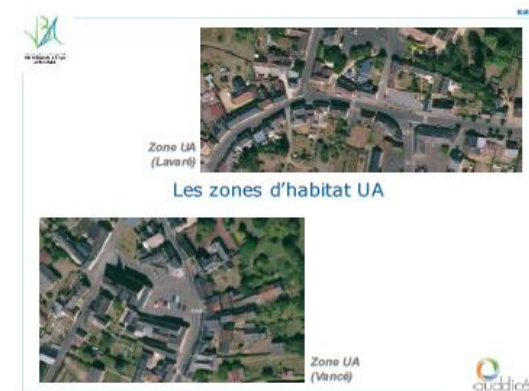 Zone UA
(Lavaré)
Les zones d'habitat UA
Zone UA
(Vancé)
auddicé